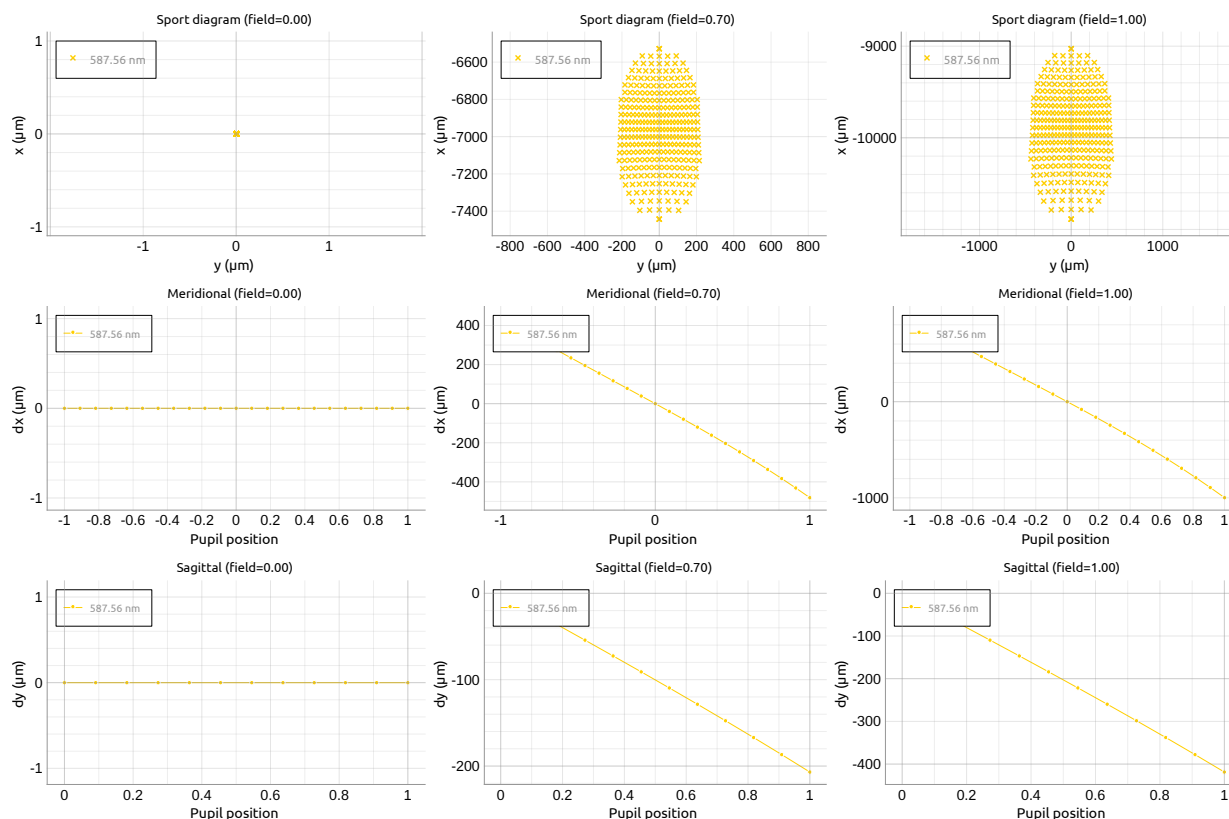 Sport diagram (field=0.00)
1
0
-1
-1
0
1
x (µm)
y (µm)
587.56 nm
Sport diagram (field=0.70)
-6600
-6800
-7000
-7200
-7400
-800
-600
-400
-200
0
200
400
600
800
x (µm)
y (µm)
587.56 nm
Sport diagram (field=1.00)
-9000
-10000
-1000
0
1000
x (µm)
y (µm)
587.56 nm
Meridional (field=0.00)
1
0
-1
-1
-0.8
-0.6
-0.4
-0.2
0
0.2
0.4
0.6
0.8
1
dx (µm)
Pupil position
587.56 nm
Meridional (field=0.70)
400
200
0
-200
-400
-1
0
1
dx (µm)
Pupil position
587.56 nm
Meridional (field=1.00)
0
-1000
-1
-0.8
-0.6
-0.4
-0.2
0
0.2
0.4
0.6
0.8
1
dx (µm)
Pupil position
587.56 nm
Sagittal (field=0.00)
1
0
-1
0
0.2
0.4
0.6
0.8
1
dy (µm)
Pupil position
587.56 nm
Sagittal (field=0.70)
0
-100
-200
0
0.2
0.4
0.6
0.8
1
dy (µm)
Pupil position
587.56 nm
Sagittal (field=1.00)
0
-100
-200
-300
-400
0
0.2
0.4
0.6
0.8
1
dy (µm)
Pupil position
587.56 nm